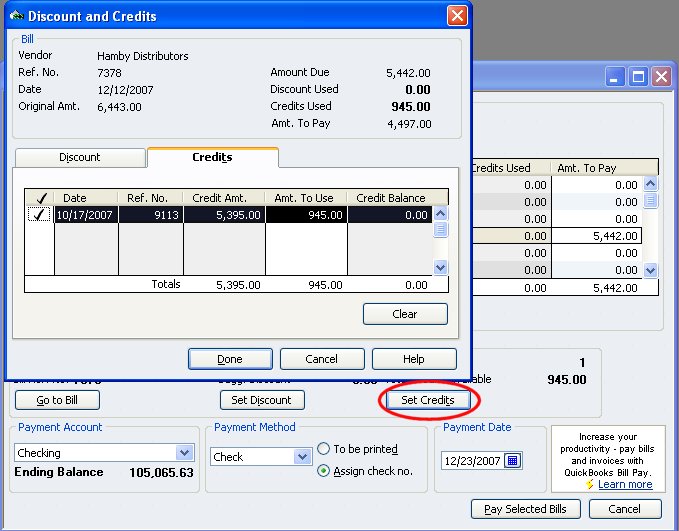 Discount and Credits
Bill
Vendor Hamby Distributors
Ref. No. 7378 Amount Due 5,442.00
Date 12/12/2007 Discount Used 0.00
Original Amt. 6,443.00 Credits Used 945.00
Amt. To Pay 4,497.00
Discount Credits
Date Ref. No. Credit Amt. Amt. To Use Credit Balance
10/17/2007 9113 5,395.00 945.00 0.00
Totals 5,395.00 945.00 0.00
Clear
Done Cancel Help
Credits Used Amt. To Pay
0.00 0.00
0.00 0.00
0.00 0.00
0.00 5,442.00
0.00 0.00
0.00 0.00
0.00 5,442.00
1
945.00
Go to Bill Set Discount Set Credits
Payment Account Payment Method Payment Date
Checking Check To be printed 12/23/2007
Ending Balance 105,065.63 Assign check no.
Increase your
productivity - pay bills
and invoices with
QuickBooks Bill Pay.
Learn more
Pay Selected Bills Cancel